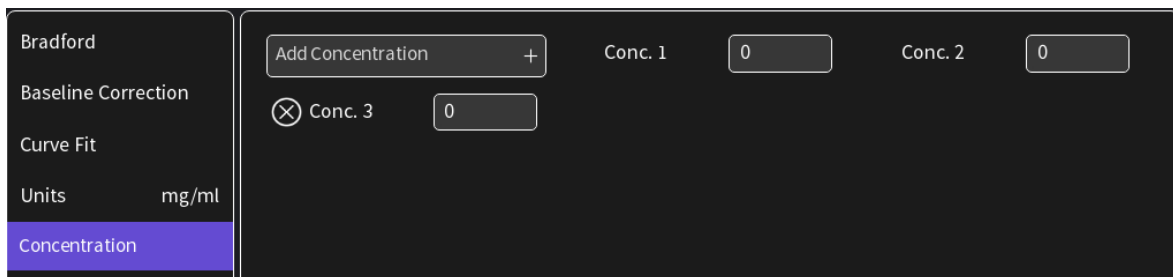 Bradford
Baseline Correction
Curve Fit
Units mg/ml
Concentration
Add Concentration + Conc. 1 0 Conc. 2 0
Conc. 3 0